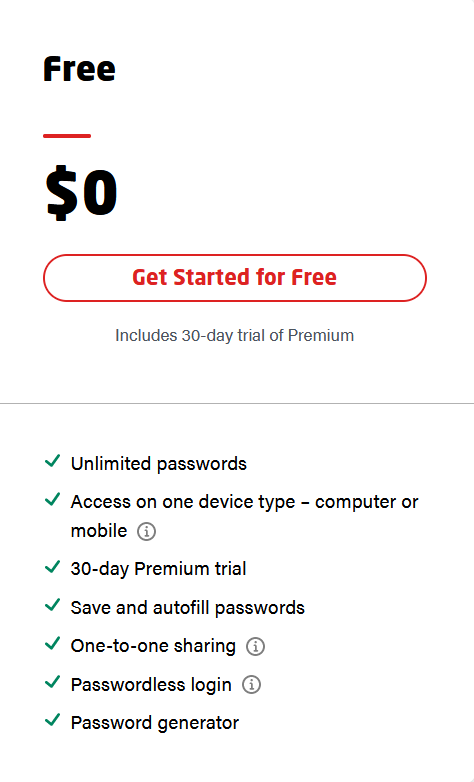 Free
$0
Get Started for Free
Includes 30-day trial of Premium
Unlimited passwords
Access on one device type – computer or
mobile
30-day Premium trial
Save and autofill passwords
One-to-one sharing
Passwordless login
Password generator